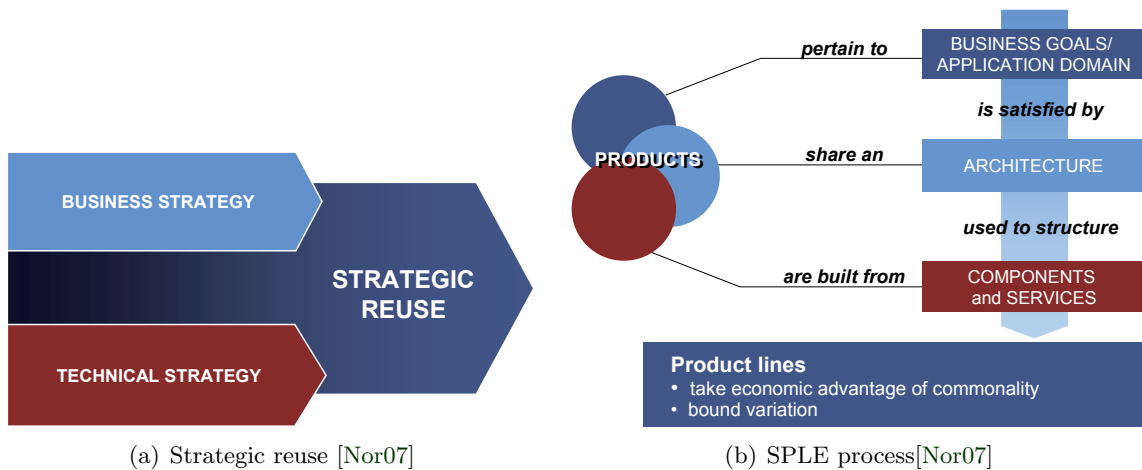 BUSINESS STRATEGY
STRATEGIC
REUSE
TECHNICAL STRATEGY
(a) Strategic reuse [Nor07]
pertain to
BUSINESS GOALS/
APPLICATION DOMAIN
is satisfied by
PRODUCTS
share an
ARCHITECTURE
used to structure
are built from
COMPONENTS
and SERVICES
Product lines
• take economic advantage of commonality
• bound variation
(b) SPLE process[Nor07]